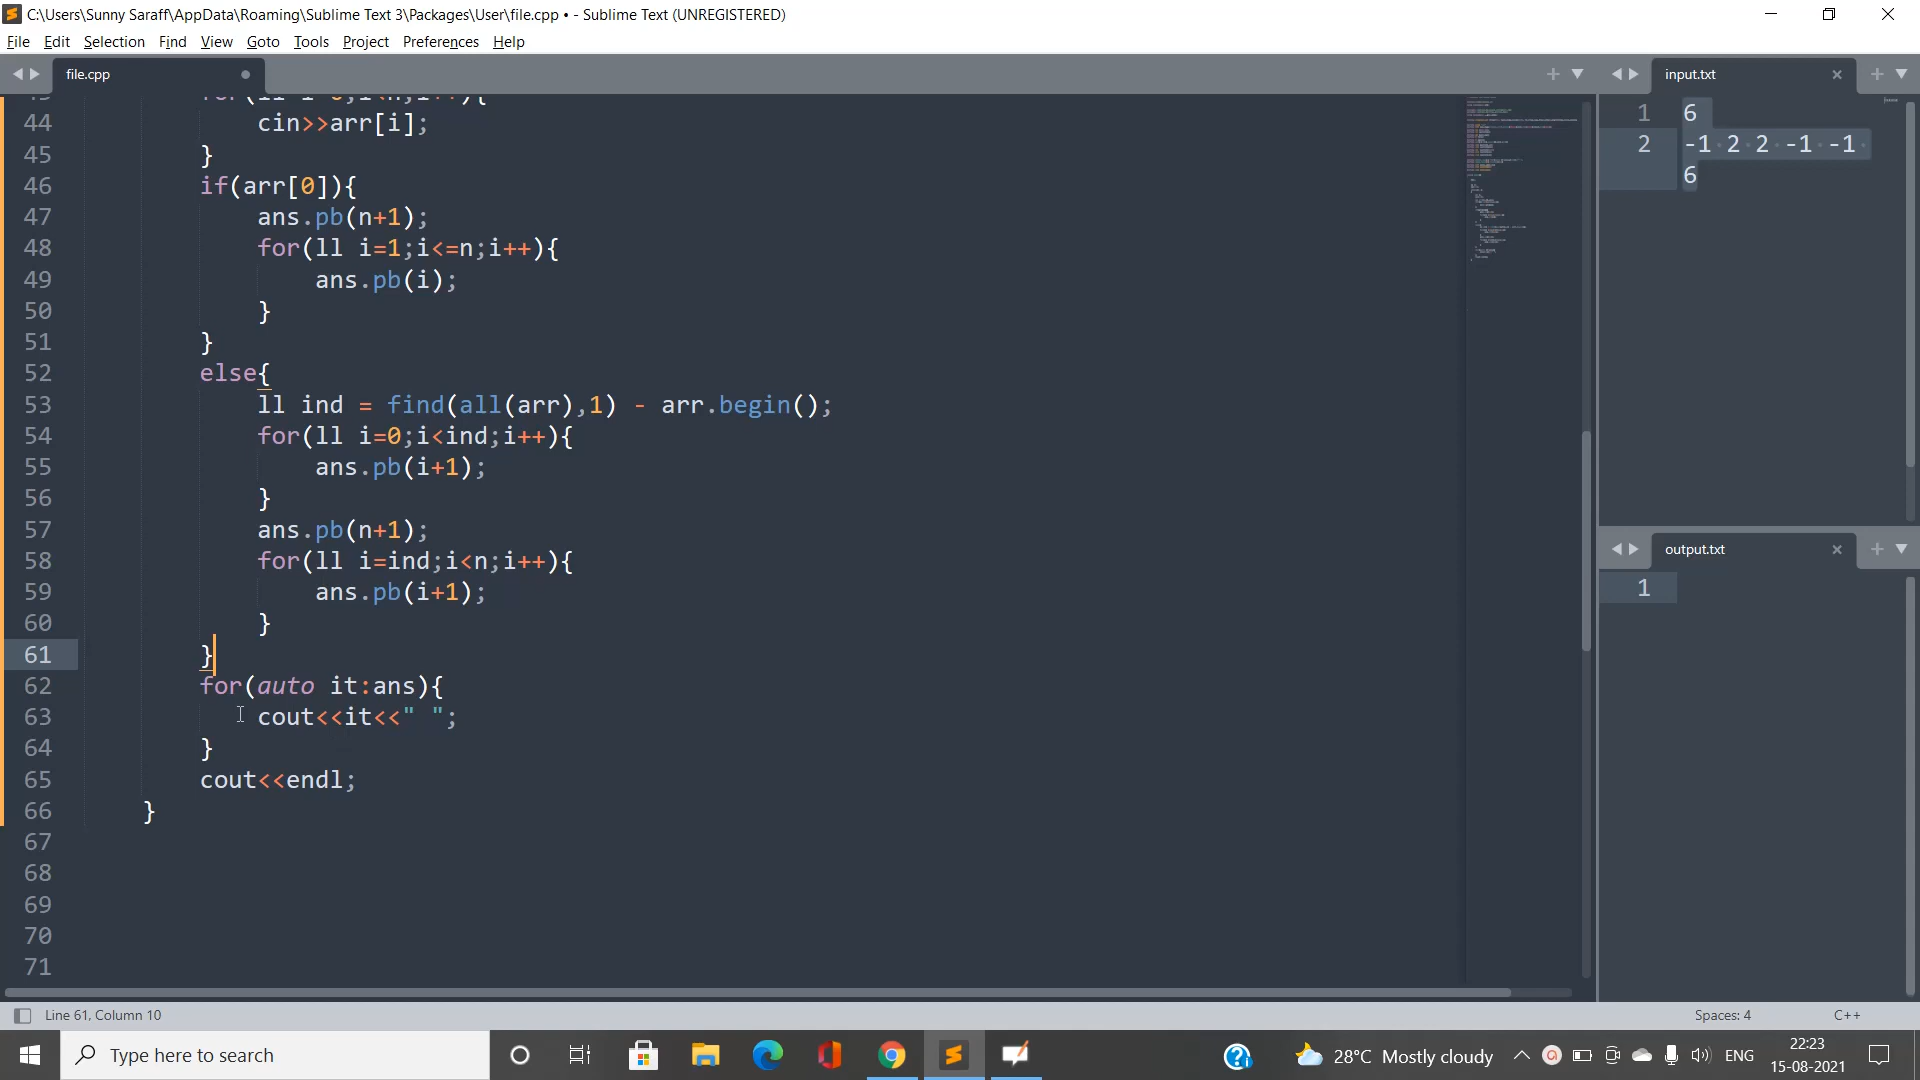 C:\Users\Sunny Saraff\AppData\Roaming\Sublime Text 3\Packages\User\file.cpp • - Sublime Text (UNREGISTERED)
File Edit Selection Find View Goto Tools Project Preferences Help
file.cpp
44 cin>>arr[i];
45 }
46 if(arr[0]){
47 ans.pb(n+1);
48 for(ll i=1;i<=n;i++){
49 ans.pb(i);
50 }
51 }
52 else{
53 ll ind = find(all(arr),1) - arr.begin();
54 for(ll i=0;i<ind;i++){
55 ans.pb(i+1);
56 }
57 ans.pb(n+1);
58 for(ll i=ind;i<n;i++){
59 ans.pb(i+1);
60 }
61 }
62 for(auto it:ans){
63 cout<<it<<" ";
64 }
65 cout<<endl;
66 }
67
68
69
70
71
input.txt
1 6
2 -1 2 2 -1 -1
6
output.txt
1
Line 61, Column 10
Spaces: 4
C++
Type here to search
28°C Mostly cloudy
ENG
22:23
15-08-2021